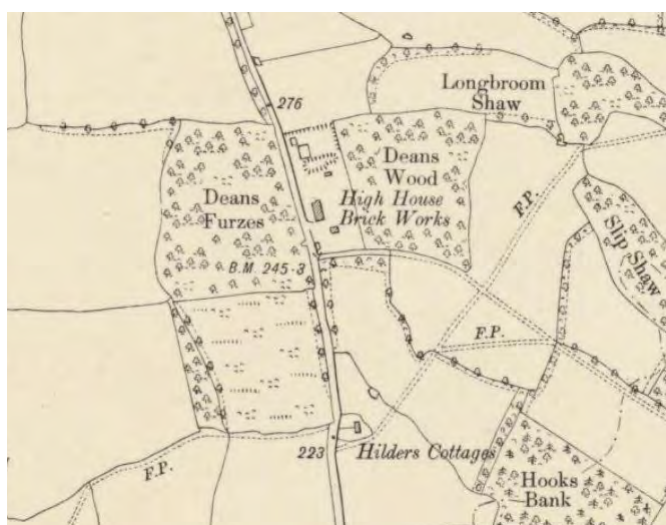 Longbroom
Shaw
276
Deans
Wood
High House
Brick Works
Deans
Furzes
F.P.
Slip Shaw
B.M. 245·3
F.P.
223
Hilders Cottages
F.P.
Hooks
Bank